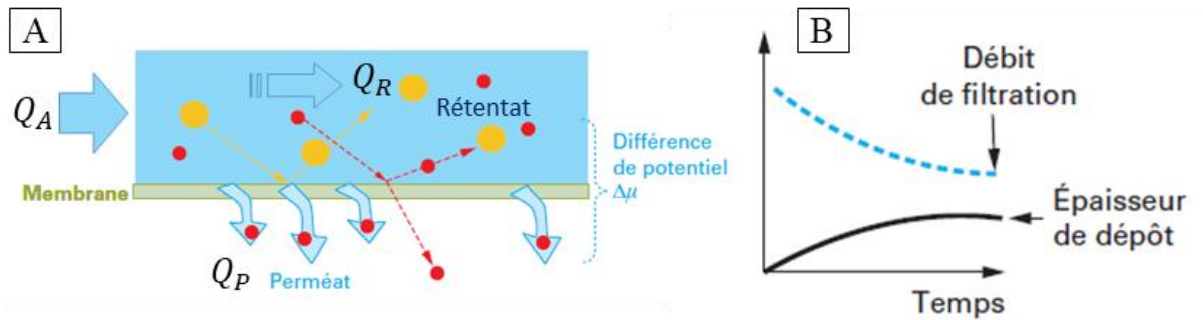 A
Q_A
Q_R
Rétentat
Membrane
Différence
de potentiel
Δμ
Q_P
Perméat
B
Débit
de filtration
Épaisseur
de dépôt
Temps